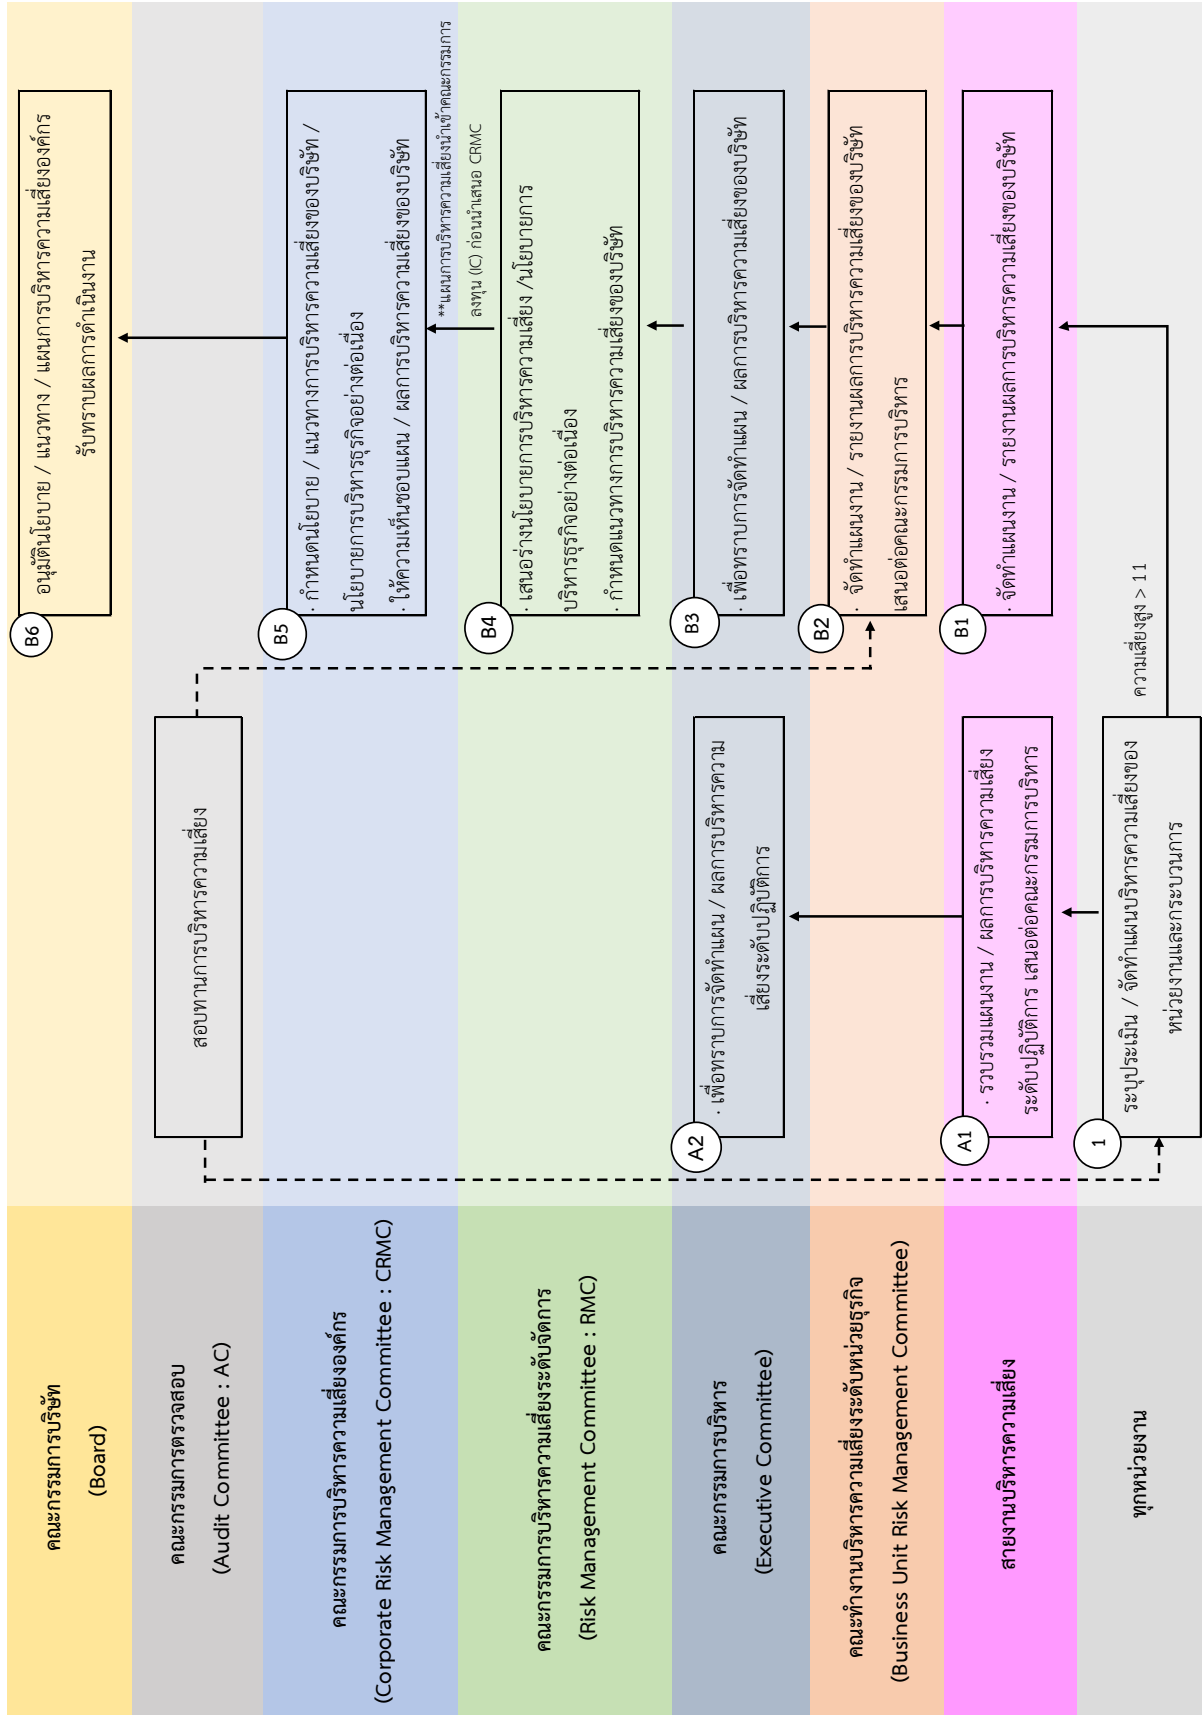 คณะกรรมการบริษัท
(Board)
B6
อนุมัตินโยบาย / แนวทาง / แผนการบริหารความเสี่ยงองค์กร
รับทราบผลการดำเนินงาน
คณะกรรมการตรวจสอบ
(Audit Committee : AC)
สอบทานการบริหารความเสี่ยง
คณะกรรมการบริหารความเสี่ยงองค์กร
(Corporate Risk Management Committee : CRMC)
B5
· กำหนดนโยบาย / แนวทางการบริหารความเสี่ยงของบริษัท /
นโยบายการบริหารธุรกิจอย่างต่อเนื่อง
· ให้ความเห็นชอบแผน / ผลการบริหารความเสี่ยงของบริษัท
**แผนการบริหารความเสี่ยงนำเข้าคณะกรรมการ
ลงทุน (IC) ก่อนนำเสนอ CRMC
คณะกรรมการบริหารความเสี่ยงระดับจัดการ
(Risk Management Committee : RMC)
B4
· เสนอร่างนโยบายการบริหารความเสี่ยง /นโยบายการ
บริหารธุรกิจอย่างต่อเนื่อง
· กำหนดแนวทางการบริหารความเสี่ยงของบริษัท
คณะกรรมการบริหาร
(Executive Committee)
A2
· เพื่อทราบการจัดทำแผน / ผลการบริหารความ
เสี่ยงระดับปฏิบัติการ
B3
· เพื่อทราบการจัดทำแผน / ผลการบริหารความเสี่ยงของบริษัท
คณะทำงานบริหารความเสี่ยงระดับหน่วยธุรกิจ
(Business Unit Risk Management Committee)
B2
· จัดทำแผนงาน / รายงานผลการบริหารความเสี่ยงของบริษัท
เสนอต่อคณะกรรมการบริหาร
สายงานบริหารความเสี่ยง
A1
· รวบรวมแผนงาน / ผลการบริหารความเสี่ยง
ระดับปฏิบัติการ เสนอต่อคณะกรรมการบริหาร
B1
· จัดทำแผนงาน / รายงานผลการบริหารความเสี่ยงของบริษัท
ทุกหน่วยงาน
1
ระบุประเมิน / จัดทำแผนบริหารความเสี่ยงของ
หน่วยงานและกระบวนการ
ความเสี่ยงสูง > 11